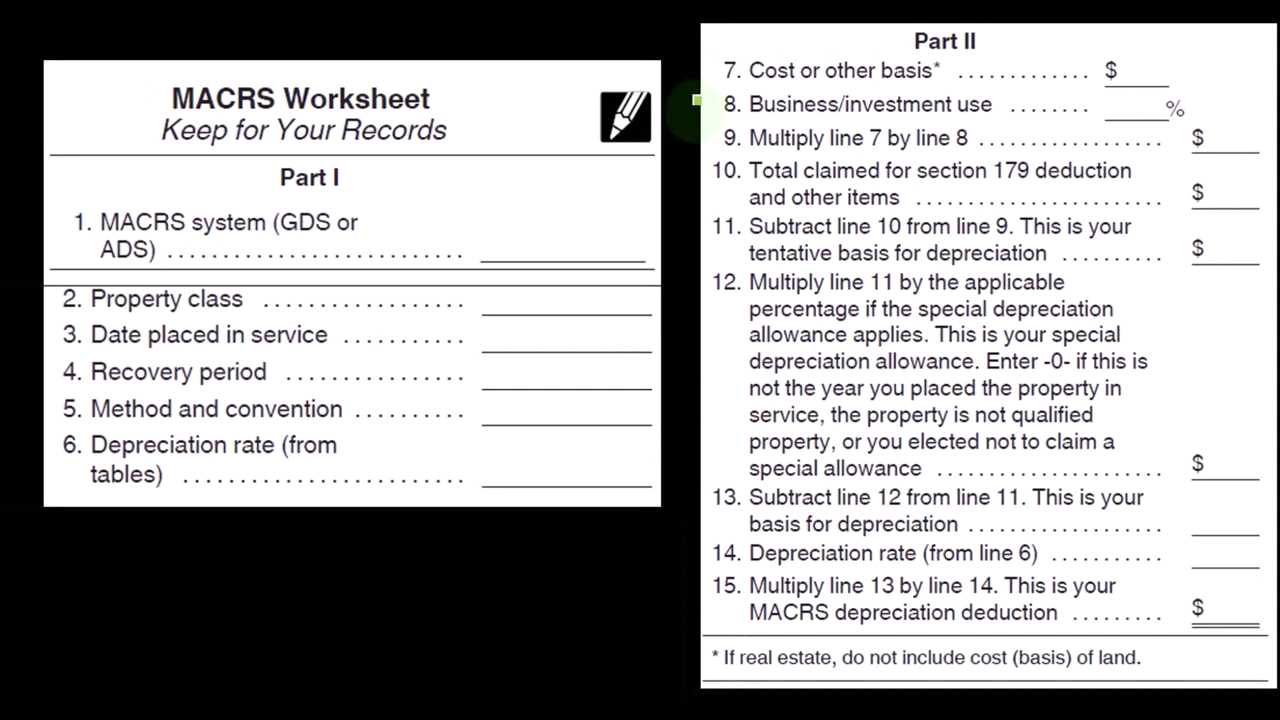 MACRS Worksheet
Keep for Your Records
Part I
1. MACRS system (GDS or
ADS) ...........................
2. Property class ..................
3. Date placed in service ...........
4. Recovery period ................
5. Method and convention ..........
6. Depreciation rate (from
tables) .........................
Part II
7. Cost or other basis* ............. $
8. Business/investment use ........ %
9. Multiply line 7 by line 8 .................. $
10. Total claimed for section 179 deduction
and other items ........................ $
11. Subtract line 10 from line 9. This is your
tentative basis for depreciation .......... $
12. Multiply line 11 by the applicable
percentage if the special depreciation
allowance applies. This is your special
depreciation allowance. Enter -0- if this is
not the year you placed the property in
service, the property is not qualified
property, or you elected not to claim a
special allowance ...................... $
13. Subtract line 12 from line 11. This is your
basis for depreciation ...................
14. Depreciation rate (from line 6) ...........
15. Multiply line 13 by line 14. This is your
MACRS depreciation deduction ......... $
* If real estate, do not include cost (basis) of land.